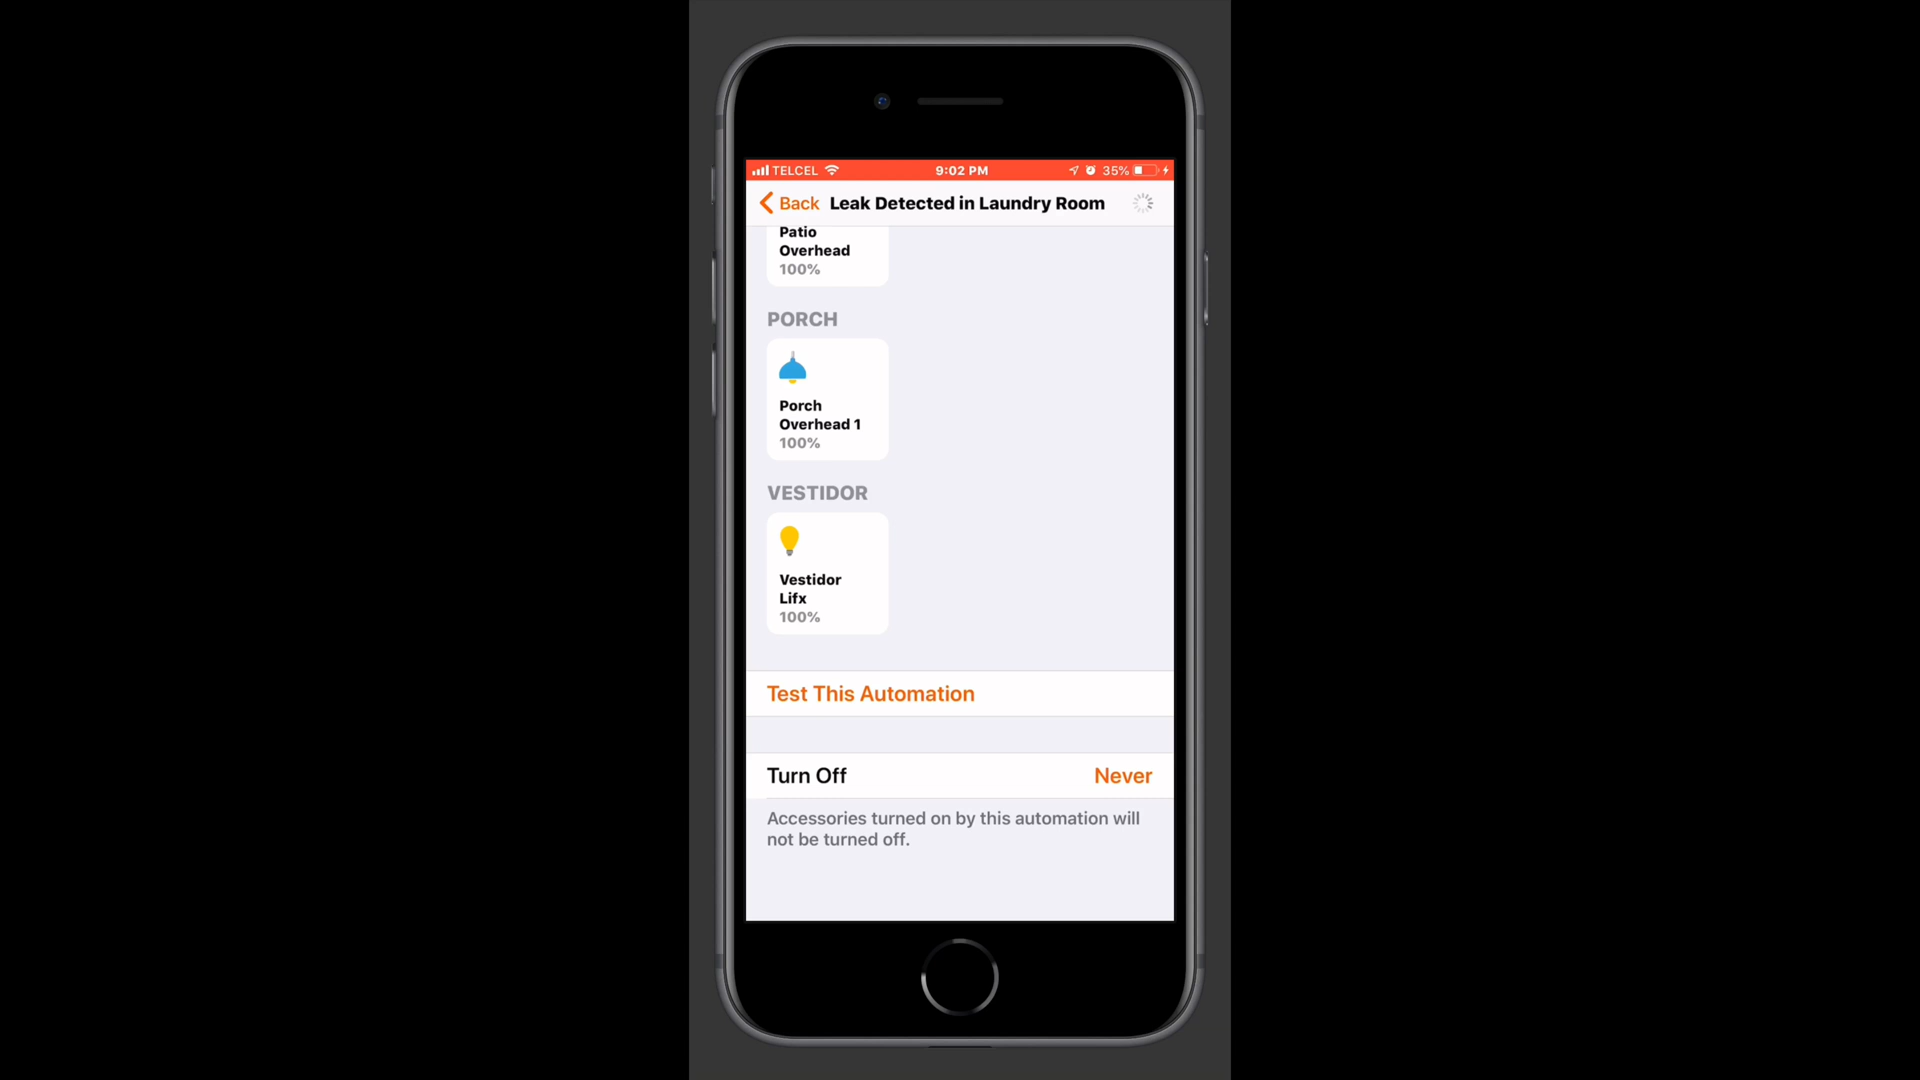 TELCEL 9:02 PM 35%
Back Leak Detected in Laundry Room
Patio
Overhead
100%
PORCH
Porch
Overhead 1
100%
VESTIDOR
Vestidor
Lifx
100%
Test This Automation
Turn Off Never
Accessories turned on by this automation will
not be turned off.